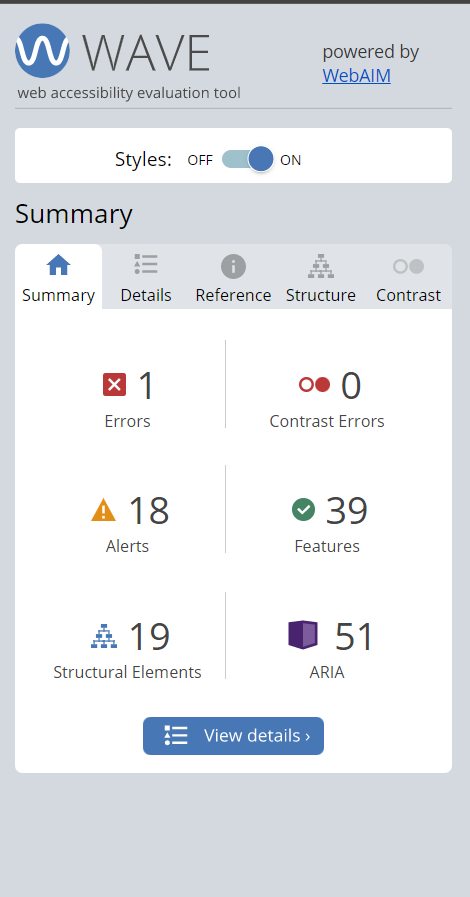 WAVE
web accessibility evaluation tool
powered by
WebAIM
Styles: OFF ON
Summary
Summary Details Reference Structure Contrast
1
Errors
0
Contrast Errors
18
Alerts
39
Features
19
Structural Elements
51
ARIA
View details ›